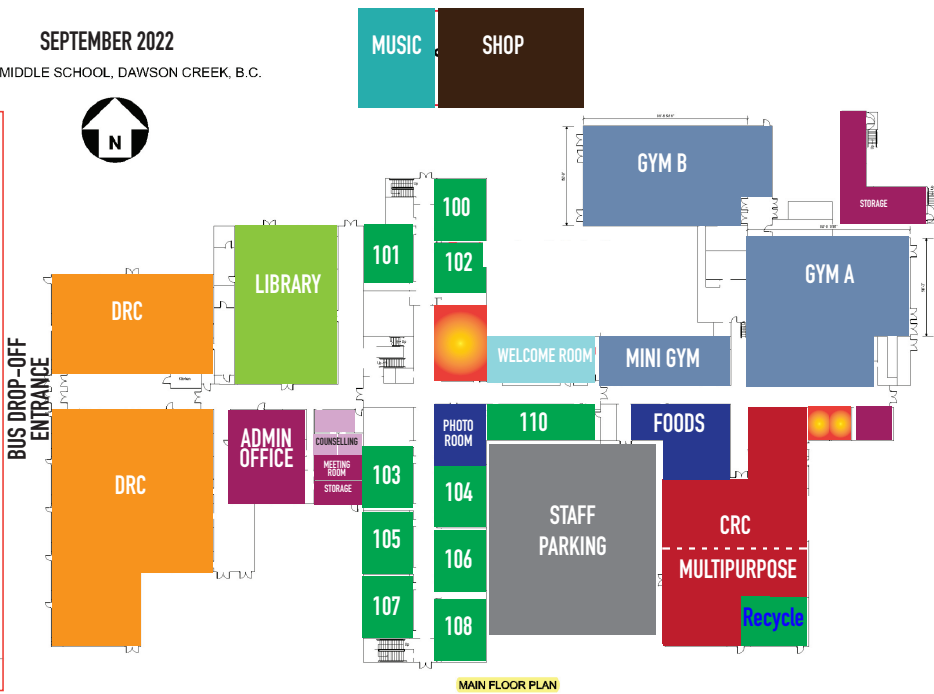 SEPTEMBER 2022
MIDDLE SCHOOL, DAWSON CREEK, B.C.
N
MUSIC
SHOP
GYM B
STORAGE
100
101
102
LIBRARY
GYM A
DRC
WELCOME ROOM
MINI GYM
BUS DROP-OFF
ENTRANCE
DRC
ADMIN
OFFICE
COUNSELLING
MEETING
ROOM
STORAGE
PHOTO
ROOM
110
FOODS
103
104
105
106
107
108
STAFF
PARKING
CRC
MULTIPURPOSE
Recycle
MAIN FLOOR PLAN